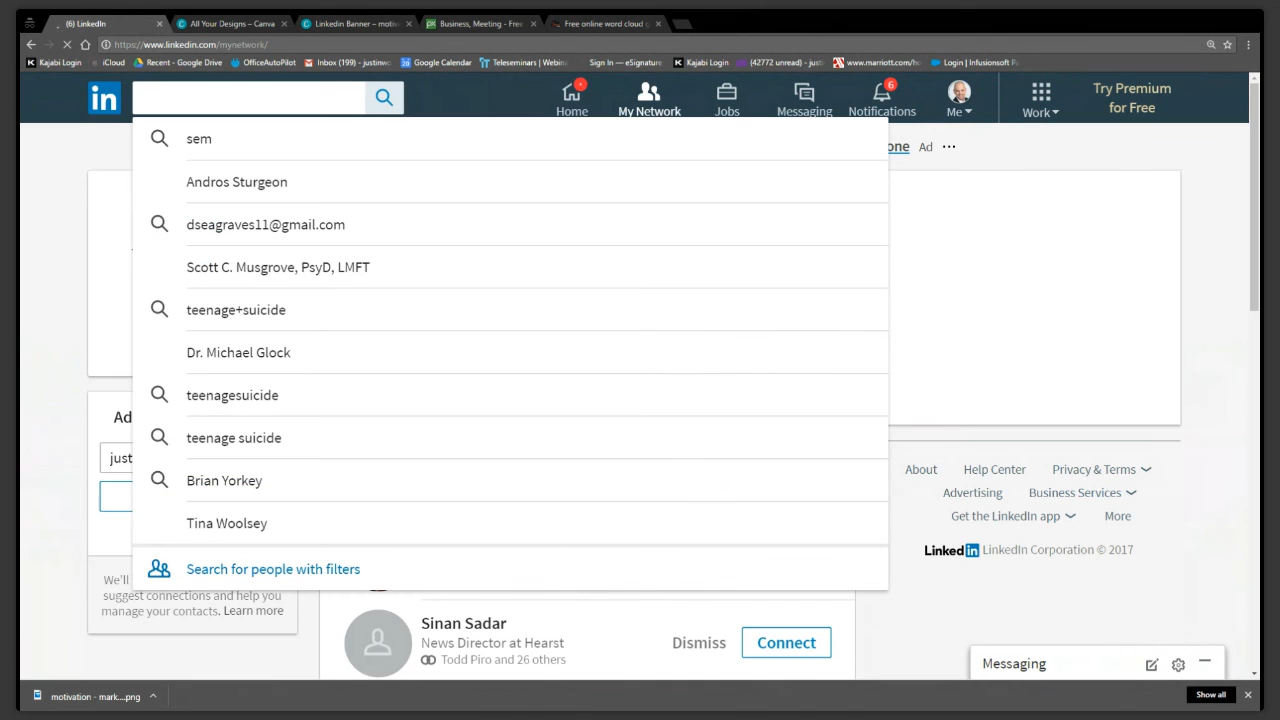 (6) LinkedIn
All Your Designs – Canva
Linkedin Banner – motiv
Business, Meeting - Free
Free online word cloud g
https://www.linkedin.com/mynetwork/
Kajabi Login
iCloud
Recent - Google Drive
OfficeAutoPilot
Inbox (199) - justinwo
Google Calendar
Teleseminars | Webin
Sign In — eSignature
Kajabi Login
(42772 unread) - justi
www.marriott.com/h
Login | Infusionsoft
in
Home
My Network
Jobs
Messaging
6
Notifications
Me
Work
Try Premium
for Free
sem
one Ad ...
Andros Sturgeon
dseagraves11@gmail.com
Scott C. Musgrove, PsyD, LMFT
teenage+suicide
Dr. Michael Glock
teenagesuicide
Ad
teenage suicide
just
Brian Yorkey
Tina Woolsey
Search for people with filters
About Help Center Privacy & Terms
Advertising Business Services
Get the LinkedIn app More
LinkedIn LinkedIn Corporation © 2017
We'll
suggest connections and help you
manage your contacts. Learn more
Sinan Sadar
News Director at Hearst
Todd Piro and 26 others
Dismiss
Connect
Messaging
motivation - mark....png
Show all